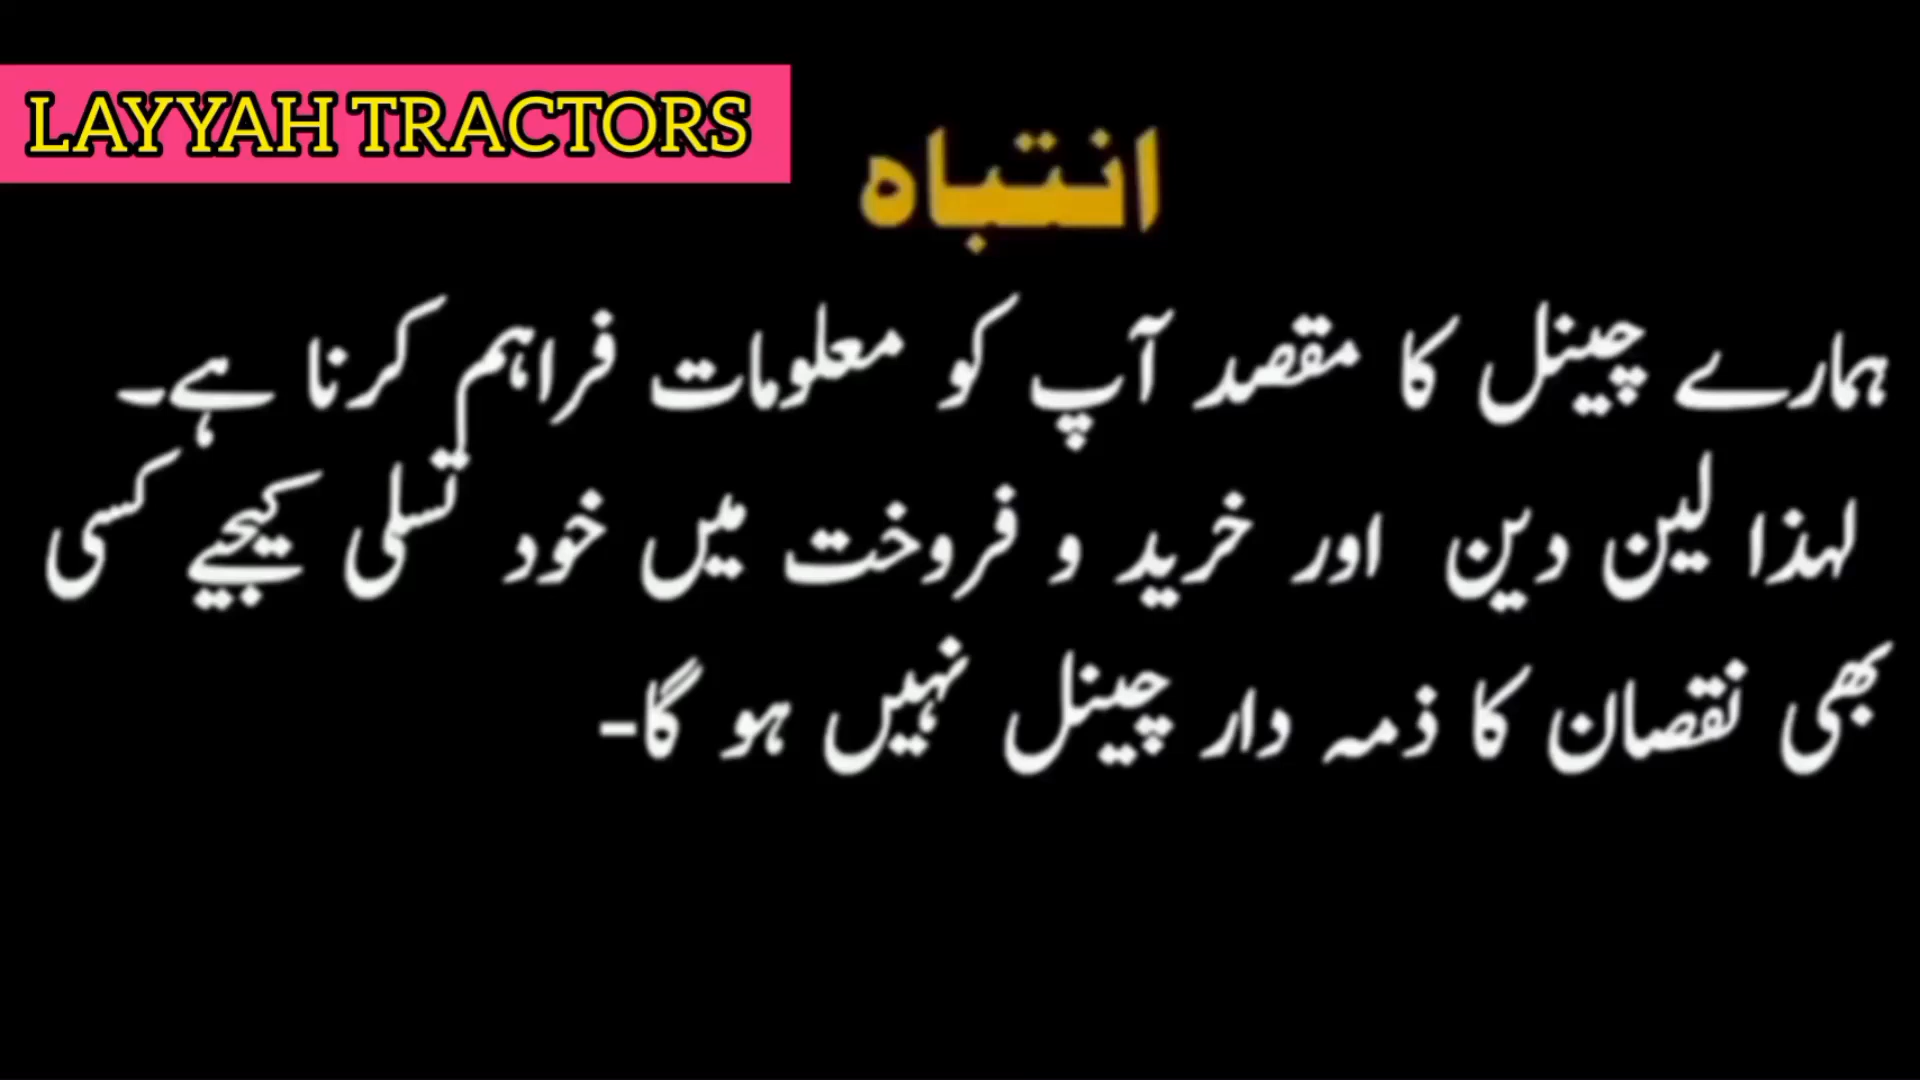 LAYYAH TRACTORS
انتباہ
ہمارے چینل کا مقصد آپ کو معلومات فراہم کرنا ہے۔
لہذا لین دین اور خرید و فروخت میں خود تسلی کیجیے کسی
بھی نقصان کا ذمہ دار چینل نہیں ہو گا-